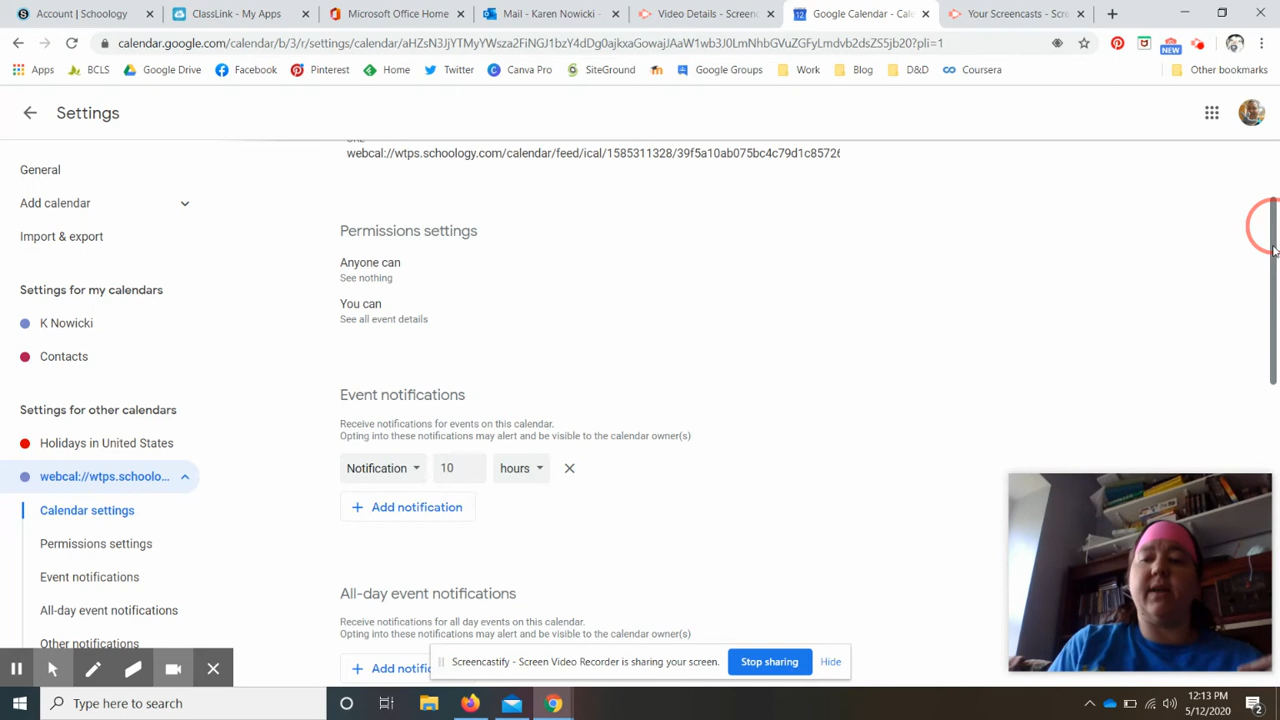 Account | Schoology
ClassLink - My Apps
Microsoft Office Home
Mail - Karen Nowicki -
Video Details - Screenc
Google Calendar - Cale
Your Screencasts - Scre
calendar.google.com/calendar/b/3/r/settings/calendar/
Apps
BCLS
Google Drive
Facebook
Pinterest
Home
Twitter
Canva Pro
SiteGround
Google Groups
Work
Blog
D&D
Coursera
Other bookmarks
NEW
Settings
webcal://wtps.schoology.com/calendar/feed/ical/1585311328/39f5a10ab075bc4c79d1c85726
General
Add calendar
Import & export
Settings for my calendars
K Nowicki
Contacts
Settings for other calendars
Holidays in United States
webcal://wtps.schoolo...
Calendar settings
Permissions settings
Event notifications
All-day event notifications
Other notifications
Permissions settings
Anyone can
See nothing
You can
See all event details
Event notifications
Receive notifications for events on this calendar.
Opting into these notifications may alert and be visible to the calendar owner(s)
Notification 10 hours
+ Add notification
All-day event notifications
Receive notifications for all day events on this calendar.
Opting into these notifications may alert and be visible to the calendar owner(s)
+ Add notific
Screencastify - Screen Video Recorder is sharing your screen.
Stop sharing
Hide
Type here to search
12:13 PM
5/12/2020
2